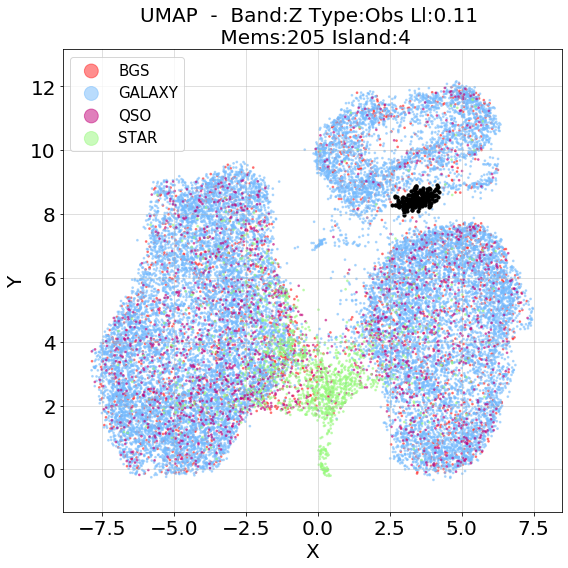 UMAP  -  Band:Z Type:Obs Ll:0.11
Mems:205 Island:4
BGS
GALAXY
QSO
STAR
12
10
8
6
4
2
0
Y
−7.5 −5.0 −2.5 0.0 2.5 5.0 7.5
X